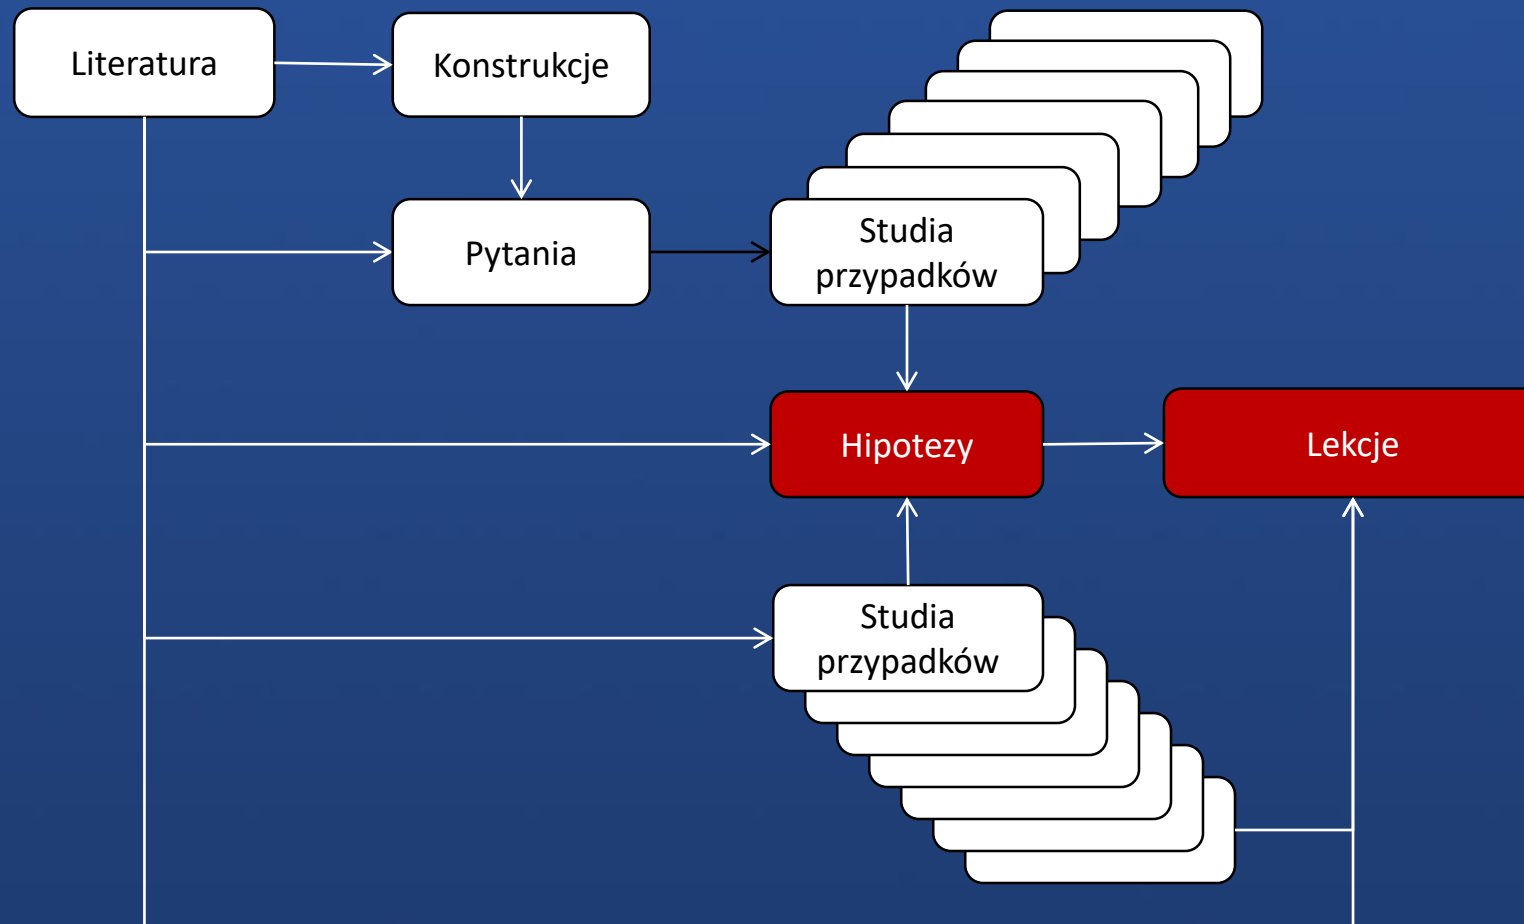 Literatura
Konstrukcje
Pytania
Studia
przypadków
Hipotezy
Lekcje
Studia
przypadków